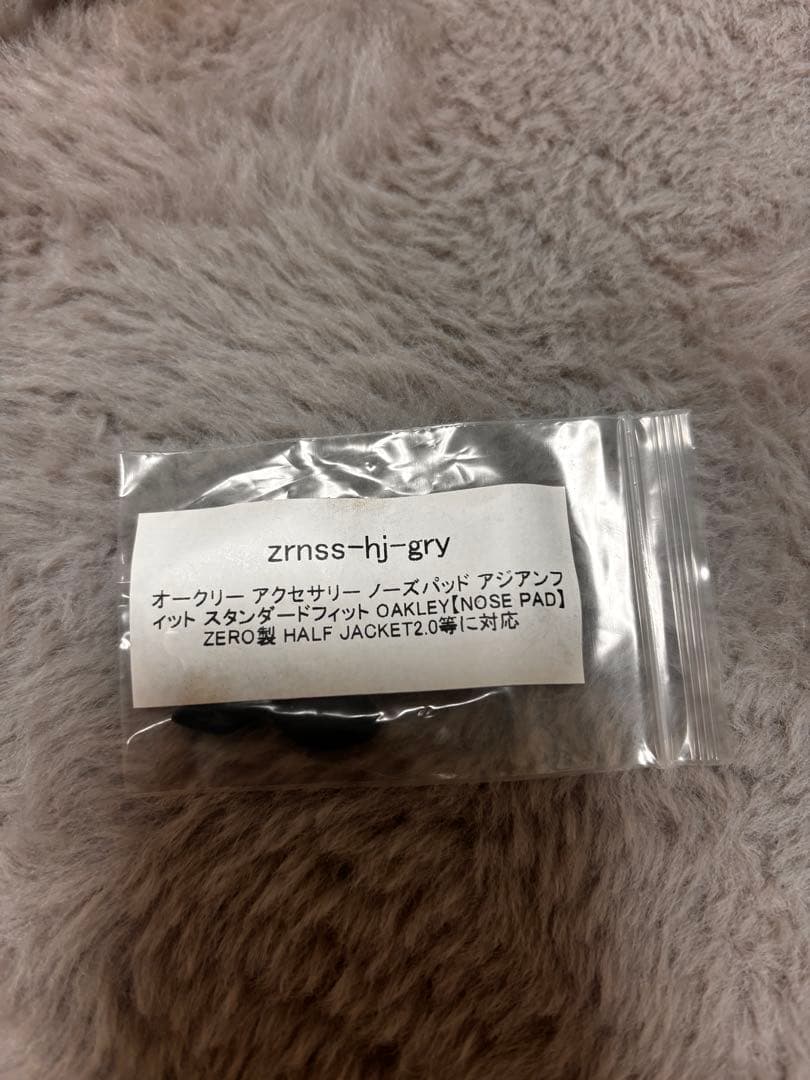 zrnss-hj-gry
オークリー アクセサリー ノーズパッド アジアンフ
ィット スタンダードフィット OAKLEY【NOSE PAD】
ZERO製 HALF JACKET2.0等に対応